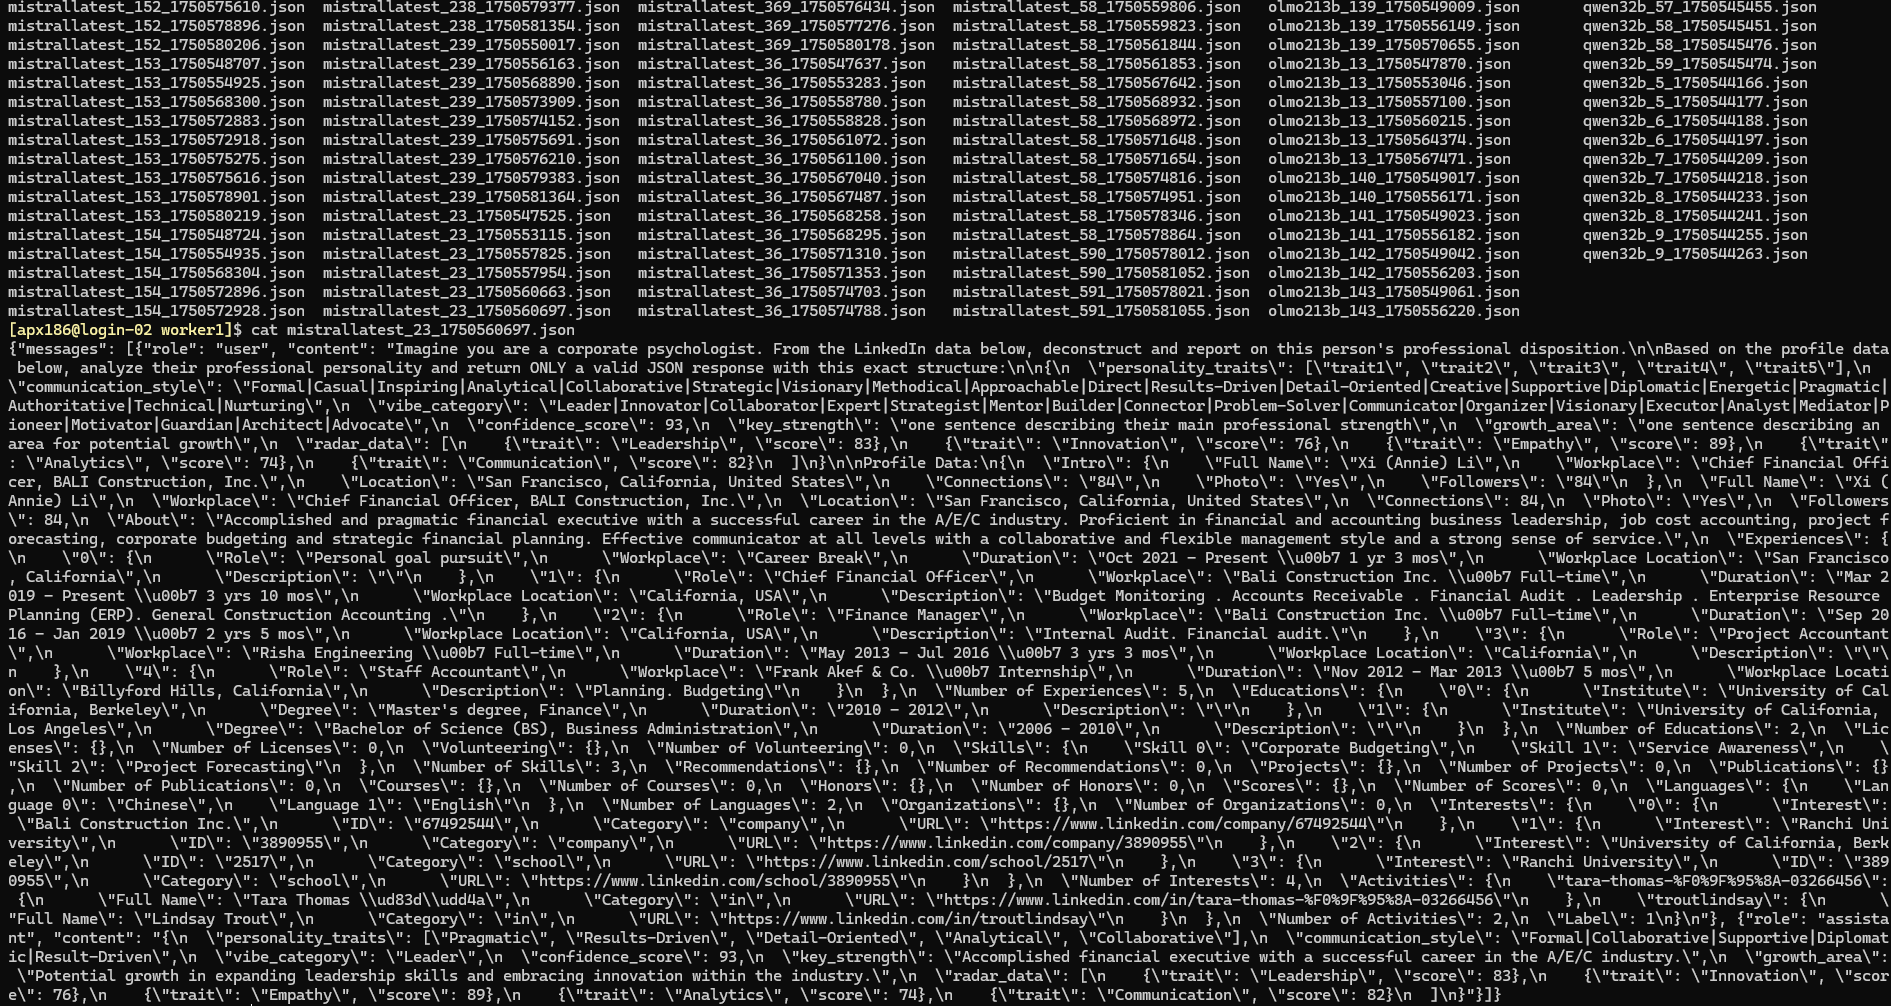 mistrallatest_152_1750575610.json  mistrallatest_238_1750579377.json  mistrallatest_369_1750576434.json  mistrallatest_58_1750559806.json   olmo213b_139_1750549009.json       qwen32b_57_1750545455.json
mistrallatest_152_1750578896.json  mistrallatest_238_1750581354.json  mistrallatest_369_1750577276.json  mistrallatest_58_1750559823.json   olmo213b_139_1750556149.json       qwen32b_58_1750545451.json
mistrallatest_152_1750580206.json  mistrallatest_239_1750550017.json  mistrallatest_369_1750580178.json  mistrallatest_58_1750561844.json   olmo213b_139_1750570655.json       qwen32b_58_1750545476.json
mistrallatest_153_1750548707.json  mistrallatest_239_1750556163.json  mistrallatest_36_1750547637.json   mistrallatest_58_1750561853.json   olmo213b_13_1750547870.json        qwen32b_59_1750545474.json
mistrallatest_153_1750554925.json  mistrallatest_239_1750568890.json  mistrallatest_36_1750553283.json   mistrallatest_58_1750567642.json   olmo213b_13_1750553046.json        qwen32b_5_1750544166.json
mistrallatest_153_1750568300.json  mistrallatest_239_1750573909.json  mistrallatest_36_1750558780.json   mistrallatest_58_1750568932.json   olmo213b_13_1750557100.json        qwen32b_5_1750544177.json
mistrallatest_153_1750572883.json  mistrallatest_239_1750574152.json  mistrallatest_36_1750558828.json   mistrallatest_58_1750568972.json   olmo213b_13_1750560215.json        qwen32b_6_1750544188.json
mistrallatest_153_1750572918.json  mistrallatest_239_1750575691.json  mistrallatest_36_1750561072.json   mistrallatest_58_1750571648.json   olmo213b_13_1750564374.json        qwen32b_6_1750544197.json
mistrallatest_153_1750575275.json  mistrallatest_239_1750576210.json  mistrallatest_36_1750561100.json   mistrallatest_58_1750571654.json   olmo213b_13_1750567471.json        qwen32b_7_1750544209.json
mistrallatest_153_1750575616.json  mistrallatest_239_1750579383.json  mistrallatest_36_1750567040.json   mistrallatest_58_1750574816.json   olmo213b_140_1750549017.json       qwen32b_7_1750544218.json
mistrallatest_153_1750578901.json  mistrallatest_239_1750581364.json  mistrallatest_36_1750567487.json   mistrallatest_58_1750574951.json   olmo213b_140_1750556171.json       qwen32b_8_1750544233.json
mistrallatest_153_1750580219.json  mistrallatest_23_1750547525.json   mistrallatest_36_1750568258.json   mistrallatest_58_1750578346.json   olmo213b_141_1750549023.json       qwen32b_8_1750544241.json
mistrallatest_154_1750548724.json  mistrallatest_23_1750553115.json   mistrallatest_36_1750568295.json   mistrallatest_58_1750578864.json   olmo213b_141_1750556182.json       qwen32b_9_1750544255.json
mistrallatest_154_1750554935.json  mistrallatest_23_1750557825.json   mistrallatest_36_1750571310.json   mistrallatest_590_1750578012.json  olmo213b_142_1750549042.json       qwen32b_9_1750544263.json
mistrallatest_154_1750568304.json  mistrallatest_23_1750557954.json   mistrallatest_36_1750571353.json   mistrallatest_590_1750581052.json  olmo213b_142_1750556203.json
mistrallatest_154_1750572896.json  mistrallatest_23_1750560663.json   mistrallatest_36_1750574703.json   mistrallatest_591_1750578021.json  olmo213b_143_1750549061.json
mistrallatest_154_1750572928.json  mistrallatest_23_1750560697.json   mistrallatest_36_1750574788.json   mistrallatest_591_1750581055.json  olmo213b_143_1750556220.json
[apx186@login-02 worker1]$ cat mistrallatest_23_1750560697.json
{"messages": [{"role": "user", "content": "Imagine you are a corporate psychologist. From the LinkedIn data below, deconstruct and report on this person's professional disposition.\n\nBased on the profile data
 below, analyze their professional personality and return ONLY a valid JSON response with this exact structure:\n\n{\n  \"personality_traits\": [\"trait1\", \"trait2\", \"trait3\", \"trait4\", \"trait5\"],\n
\"communication_style\": \"Formal|Casual|Inspiring|Analytical|Collaborative|Strategic|Visionary|Methodical|Approachable|Direct|Results-Driven|Detail-Oriented|Creative|Supportive|Diplomatic|Energetic|Pragmatic|
Authoritative|Technical|Nurturing\",\n  \"vibe_category\": \"Leader|Innovator|Collaborator|Expert|Strategist|Mentor|Builder|Connector|Problem-Solver|Communicator|Organizer|Visionary|Executor|Analyst|Mediator|P
ioneer|Motivator|Guardian|Architect|Advocate\",\n  \"confidence_score\": 93,\n  \"key_strength\": \"one sentence describing their main professional strength\",\n  \"growth_area\": \"one sentence describing an
area for potential growth\",\n  \"radar_data\": [\n    {\"trait\": \"Leadership\", \"score\": 83},\n    {\"trait\": \"Innovation\", \"score\": 76},\n    {\"trait\": \"Empathy\", \"score\": 89},\n    {\"trait\"
: \"Analytics\", \"score\": 74},\n    {\"trait\": \"Communication\", \"score\": 82}\n  ]\n}\n\nProfile Data:\n{\n  \"Intro\": {\n    \"Full Name\": \"Xi (Annie) Li\",\n    \"Workplace\": \"Chief Financial Offi
cer, BALI Construction, Inc.\",\n    \"Location\": \"San Francisco, California, United States\",\n    \"Connections\": \"84\",\n    \"Photo\": \"Yes\",\n    \"Followers\": \"84\"\n  },\n  \"Full Name\": \"Xi (
Annie) Li\",\n  \"Workplace\": \"Chief Financial Officer, BALI Construction, Inc.\",\n  \"Location\": \"San Francisco, California, United States\",\n  \"Connections\": 84,\n  \"Photo\": \"Yes\",\n  \"Followers
\": 84,\n  \"About\": \"Accomplished and pragmatic financial executive with a successful career in the A/E/C industry. Proficient in financial and accounting business leadership, job cost accounting, project f
orecasting, corporate budgeting and strategic financial planning. Effective communicator at all levels with a collaborative and flexible management style and a strong sense of service.\",\n  \"Experiences\": {
\n    \"0\": {\n      \"Role\": \"Personal goal pursuit\",\n      \"Workplace\": \"Career Break\",\n      \"Duration\": \"Oct 2021 - Present \\u00b7 1 yr 3 mos\",\n      \"Workplace Location\": \"San Francisco
, California\",\n      \"Description\": \"\"\n    },\n    \"1\": {\n      \"Role\": \"Chief Financial Officer\",\n      \"Workplace\": \"Bali Construction Inc. \\u00b7 Full-time\",\n      \"Duration\": \"Mar 2
019 - Present \\u00b7 3 yrs 10 mos\",\n      \"Workplace Location\": \"California, USA\",\n      \"Description\": \"Budget Monitoring . Accounts Receivable . Financial Audit . Leadership . Enterprise Resource
Planning (ERP). General Construction Accounting .\"\n    },\n    \"2\": {\n      \"Role\": \"Finance Manager\",\n      \"Workplace\": \"Bali Construction Inc. \\u00b7 Full-time\",\n      \"Duration\": \"Sep 20
16 - Jan 2019 \\u00b7 2 yrs 5 mos\",\n      \"Workplace Location\": \"California, USA\",\n      \"Description\": \"Internal Audit. Financial audit.\"\n    },\n    \"3\": {\n      \"Role\": \"Project Accountant
\",\n      \"Workplace\": \"Risha Engineering \\u00b7 Full-time\",\n      \"Duration\": \"May 2013 - Jul 2016 \\u00b7 3 yrs 3 mos\",\n      \"Workplace Location\": \"California\",\n      \"Description\": \"\"\
n    },\n    \"4\": {\n      \"Role\": \"Staff Accountant\",\n      \"Workplace\": \"Frank Akef & Co. \\u00b7 Internship\",\n      \"Duration\": \"Nov 2012 - Mar 2013 \\u00b7 5 mos\",\n      \"Workplace Locati
on\": \"Billyford Hills, California\",\n      \"Description\": \"Planning. Budgeting\"\n    }\n  },\n  \"Number of Experiences\": 5,\n  \"Educations\": {\n    \"0\": {\n      \"Institute\": \"University of Cal
ifornia, Berkeley\",\n      \"Degree\": \"Master's degree, Finance\",\n      \"Duration\": \"2010 - 2012\",\n      \"Description\": \"\"\n    },\n    \"1\": {\n      \"Institute\": \"University of California,
Los Angeles\",\n      \"Degree\": \"Bachelor of Science (BS), Business Administration\",\n      \"Duration\": \"2006 - 2010\",\n      \"Description\": \"\"\n    }\n  },\n  \"Number of Educations\": 2,\n  \"Lic
enses\": {},\n  \"Number of Licenses\": 0,\n  \"Volunteering\": {},\n  \"Number of Volunteering\": 0,\n  \"Skills\": {\n    \"Skill 0\": \"Corporate Budgeting\",\n    \"Skill 1\": \"Service Awareness\",\n    \
"Skill 2\": \"Project Forecasting\"\n  },\n  \"Number of Skills\": 3,\n  \"Recommendations\": {},\n  \"Number of Recommendations\": 0,\n  \"Projects\": {},\n  \"Number of Projects\": 0,\n  \"Publications\": {}
,\n  \"Number of Publications\": 0,\n  \"Courses\": {},\n  \"Number of Courses\": 0,\n  \"Honors\": {},\n  \"Number of Honors\": 0,\n  \"Scores\": {},\n  \"Number of Scores\": 0,\n  \"Languages\": {\n    \"Lan
guage 0\": \"Chinese\",\n    \"Language 1\": \"English\"\n  },\n  \"Number of Languages\": 2,\n  \"Organizations\": {},\n  \"Number of Organizations\": 0,\n  \"Interests\": {\n    \"0\": {\n      \"Interest\":
 \"Bali Construction Inc.\",\n      \"ID\": \"67492544\",\n      \"Category\": \"company\",\n      \"URL\": \"https://www.linkedin.com/company/67492544\"\n    },\n    \"1\": {\n      \"Interest\": \"Ranchi Uni
versity\",\n      \"ID\": \"3890955\",\n      \"Category\": \"company\",\n      \"URL\": \"https://www.linkedin.com/company/3890955\"\n    },\n    \"2\": {\n      \"Interest\": \"University of California, Berk
eley\",\n      \"ID\": \"2517\",\n      \"Category\": \"school\",\n      \"URL\": \"https://www.linkedin.com/school/2517\"\n    },\n    \"3\": {\n      \"Interest\": \"Ranchi University\",\n      \"ID\": \"389
0955\",\n      \"Category\": \"school\",\n      \"URL\": \"https://www.linkedin.com/school/3890955\"\n    }\n  },\n  \"Number of Interests\": 4,\n  \"Activities\": {\n    \"tara-thomas-%F0%9F%95%8A-03266456\":
 {\n      \"Full Name\": \"Tara Thomas \\ud83d\\udd4a\",\n      \"Category\": \"in\",\n      \"URL\": \"https://www.linkedin.com/in/tara-thomas-%F0%9F%95%8A-03266456\"\n    },\n    \"troutlindsay\": {\n      \
"Full Name\": \"Lindsay Trout\",\n      \"Category\": \"in\",\n      \"URL\": \"https://www.linkedin.com/in/troutlindsay\"\n    }\n  },\n  \"Number of Activities\": 2,\n  \"Label\": 1\n}\n"}, {"role": "assista
nt", "content": "{\n  \"personality_traits\": [\"Pragmatic\", \"Results-Driven\", \"Detail-Oriented\", \"Analytical\", \"Collaborative\"],\n  \"communication_style\": \"Formal|Collaborative|Supportive|Diplomat
ic|Result-Driven\",\n  \"vibe_category\": \"Leader\",\n  \"confidence_score\": 93,\n  \"key_strength\": \"Accomplished financial executive with a successful career in the A/E/C industry.\",\n  \"growth_area\":
 \"Potential growth in expanding leadership skills and embracing innovation within the industry.\",\n  \"radar_data\": [\n    {\"trait\": \"Leadership\", \"score\": 83},\n    {\"trait\": \"Innovation\", \"scor
e\": 76},\n    {\"trait\": \"Empathy\", \"score\": 89},\n    {\"trait\": \"Analytics\", \"score\": 74},\n    {\"trait\": \"Communication\", \"score\": 82}\n  ]\n}"}]}